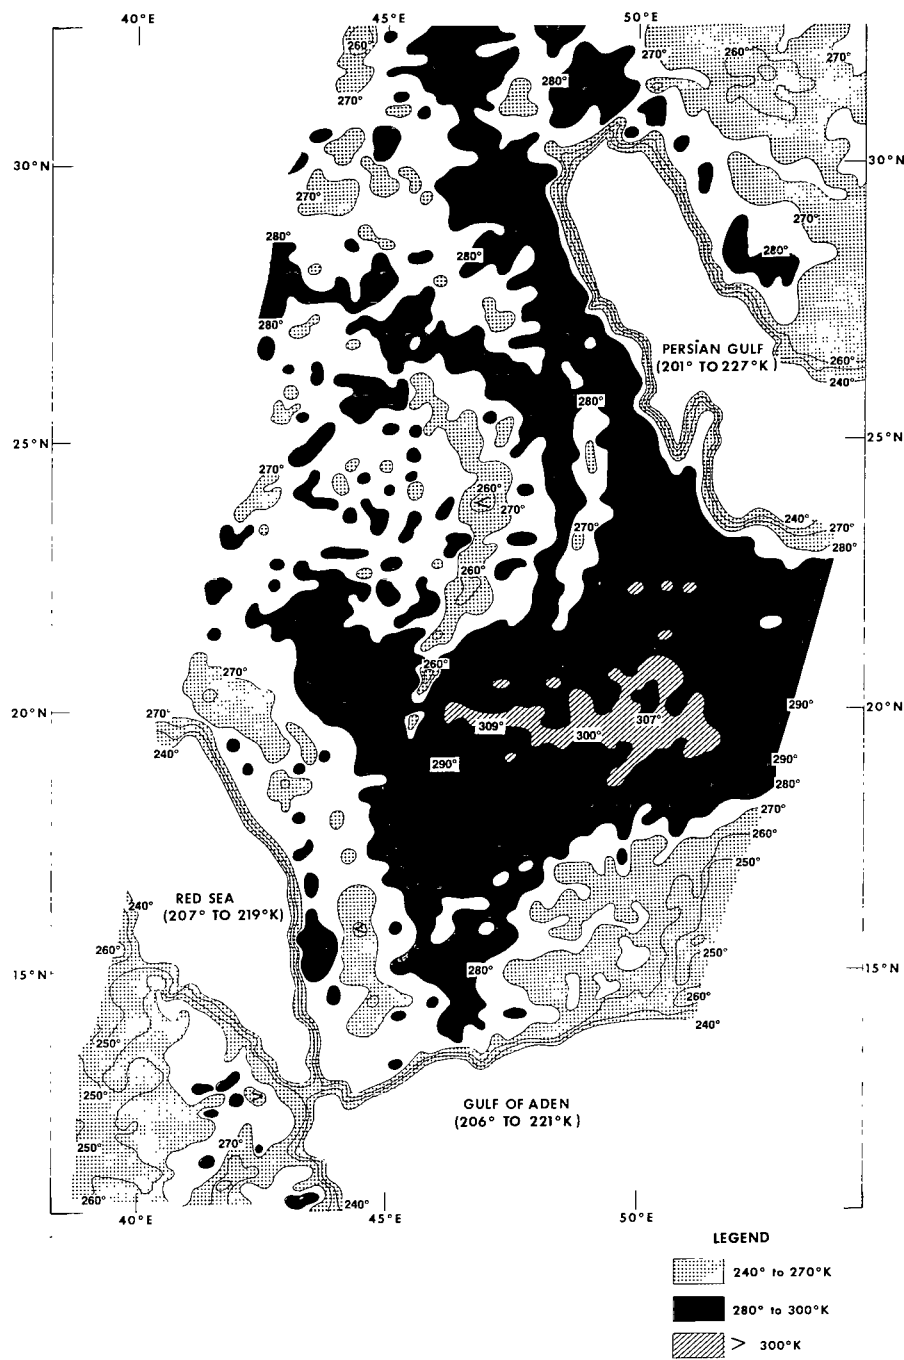 40°E 45°E 50°E
260° 270° 260° 270°
280°
270°
30°N 30°N
270° 270°
280° 280° 280°
280°
PERSIAN GULF
(201° TO 227°K)
260°
240°
280°
25°N 25°N
270°
260°
270°
240° 270°
270° 280°
260°
270° 260°
290°
20°N 270° 20°N
309° 307°
300°
240°
290° 290°
280°
270°
260°
250°
RED SEA
(207° TO 219°K)
240°
260° 250°
15°N 280° 15°N
260°
240°
250°
250°
GULF OF ADEN
(206° TO 221°K)
250° 270°
260° 240°
40°E 45°E 50°E
LEGEND
240° to 270°K
280° to 300°K
> 300°K